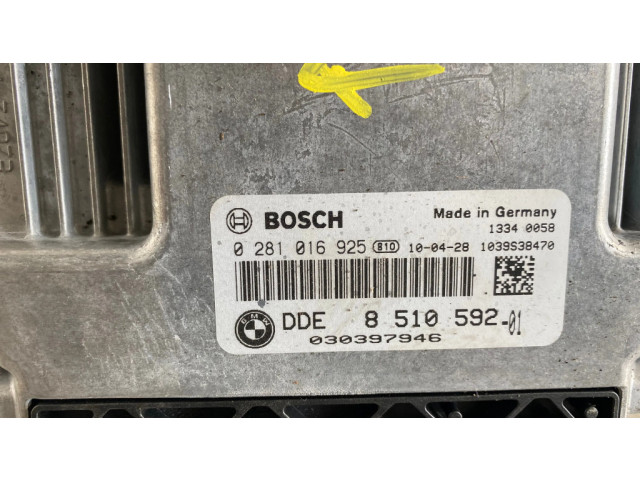 BOSCH
Made in Germany
1334 0058
0 281 016 925 810 10-04-28 1039S38470
BMW
DDE 8 510 592-01
030397946